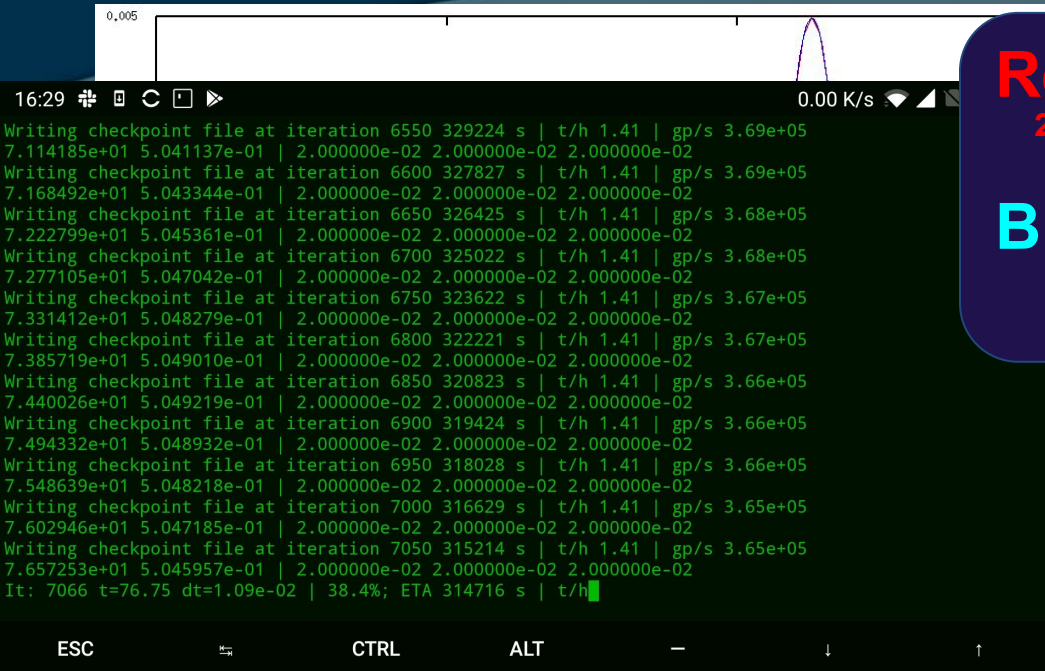 0.005
16:29
0.00 K/s
Writing checkpoint file at iteration 6550 329224 s | t/h 1.41 | gp/s 3.69e+05
7.114185e+01 5.041137e-01 | 2.000000e-02 2.000000e-02 2.000000e-02
Writing checkpoint file at iteration 6600 327827 s | t/h 1.41 | gp/s 3.69e+05
7.168492e+01 5.043344e-01 | 2.000000e-02 2.000000e-02 2.000000e-02
Writing checkpoint file at iteration 6650 326425 s | t/h 1.41 | gp/s 3.68e+05
7.222799e+01 5.045361e-01 | 2.000000e-02 2.000000e-02 2.000000e-02
Writing checkpoint file at iteration 6700 325022 s | t/h 1.41 | gp/s 3.68e+05
7.277105e+01 5.047042e-01 | 2.000000e-02 2.000000e-02 2.000000e-02
Writing checkpoint file at iteration 6750 323622 s | t/h 1.41 | gp/s 3.67e+05
7.331412e+01 5.048279e-01 | 2.000000e-02 2.000000e-02 2.000000e-02
Writing checkpoint file at iteration 6800 322221 s | t/h 1.41 | gp/s 3.67e+05
7.385719e+01 5.049010e-01 | 2.000000e-02 2.000000e-02 2.000000e-02
Writing checkpoint file at iteration 6850 320823 s | t/h 1.41 | gp/s 3.66e+05
7.440026e+01 5.049219e-01 | 2.000000e-02 2.000000e-02 2.000000e-02
Writing checkpoint file at iteration 6900 319424 s | t/h 1.41 | gp/s 3.66e+05
7.494332e+01 5.048932e-01 | 2.000000e-02 2.000000e-02 2.000000e-02
Writing checkpoint file at iteration 6950 318028 s | t/h 1.41 | gp/s 3.66e+05
7.548639e+01 5.048218e-01 | 2.000000e-02 2.000000e-02 2.000000e-02
Writing checkpoint file at iteration 7000 316629 s | t/h 1.41 | gp/s 3.65e+05
7.602946e+01 5.047185e-01 | 2.000000e-02 2.000000e-02 2.000000e-02
Writing checkpoint file at iteration 7050 315214 s | t/h 1.41 | gp/s 3.65e+05
7.657253e+01 5.045957e-01 | 2.000000e-02 2.000000e-02 2.000000e-02
It: 7066 t=76.75 dt=1.09e-02 | 38.4%; ETA 314716 s | t/h
ESC ↹ CTRL ALT – ↓ ↑
B